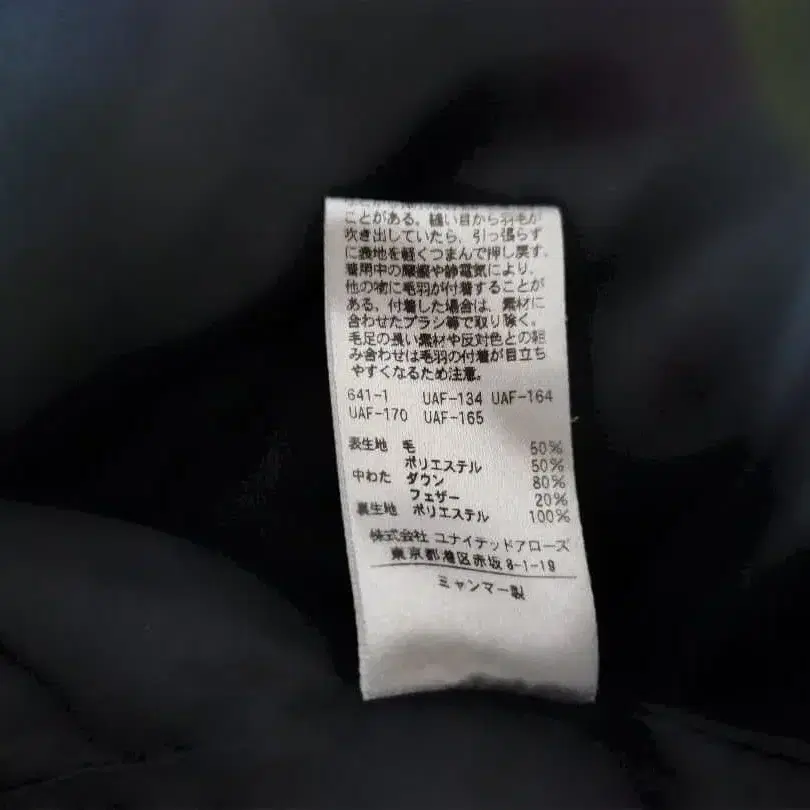 ことがある。縫い目から羽毛が
吹き出していたら、引っ張らず
に表地を軽くつまんで押し戻す。
着用中の摩擦や静電気により、
他の物に毛羽が付着することが
ある。付着した場合は、素材に
合わせたブラシ等で取り除く。
毛足の長い素材や反対色との組
み合わせは毛羽の付着が目立ち
やすくなるため注意。
641-1 UAF-134 UAF-164
UAF-170 UAF-165
表生地 毛 50%
ポリエステル 50%
中わた ダウン 80%
フェザー 20%
裏生地 ポリエステル 100%
株式会社 ユナイテッドアローズ
東京都港区赤坂 8-1-19
ミャンマー製